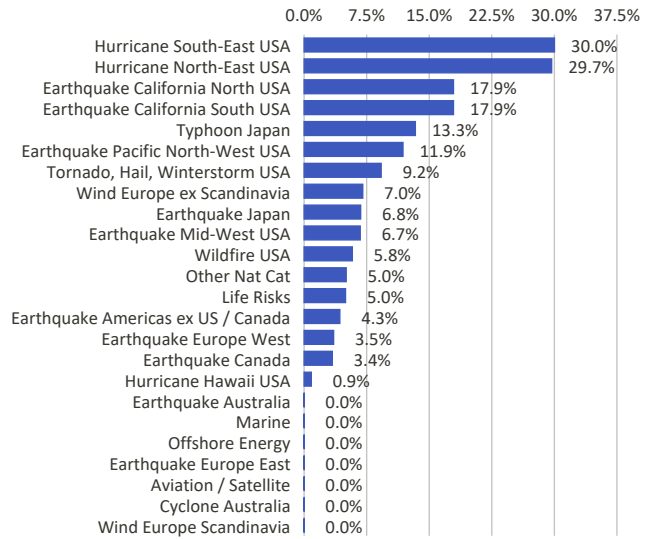 0.0% 7.5% 15.0% 22.5% 30.0% 37.5%
Hurricane South-East USA 30.0%
Hurricane North-East USA 29.7%
Earthquake California North USA 17.9%
Earthquake California South USA 17.9%
Typhoon Japan 13.3%
Earthquake Pacific North-West USA 11.9%
Tornado, Hail, Winterstorm USA 9.2%
Wind Europe ex Scandinavia 7.0%
Earthquake Japan 6.8%
Earthquake Mid-West USA 6.7%
Wildfire USA 5.8%
Other Nat Cat 5.0%
Life Risks 5.0%
Earthquake Americas ex US / Canada 4.3%
Earthquake Europe West 3.5%
Earthquake Canada 3.4%
Hurricane Hawaii USA 0.9%
Earthquake Australia 0.0%
Marine 0.0%
Offshore Energy 0.0%
Earthquake Europe East 0.0%
Aviation / Satellite 0.0%
Cyclone Australia 0.0%
Wind Europe Scandinavia 0.0%